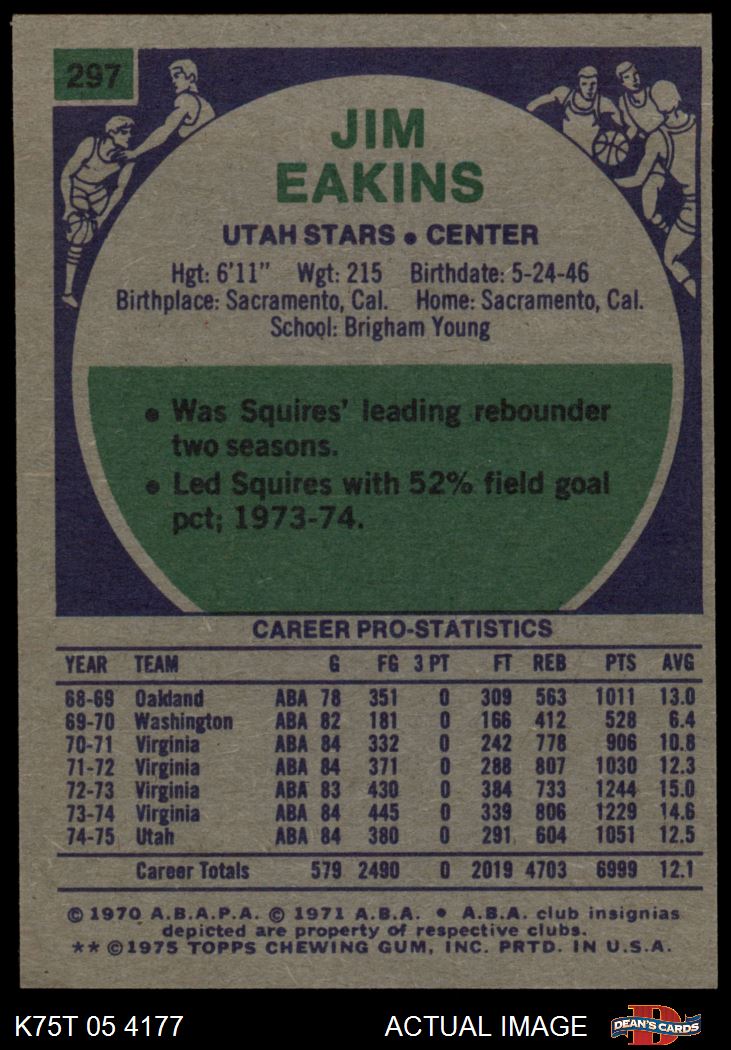 297
JIM
EAKINS
UTAH STARS • CENTER
Hgt: 6'11" Wgt: 215 Birthdate: 5-24-46
Birthplace: Sacramento, Cal. Home: Sacramento, Cal.
School: Brigham Young
• Was Squires' leading rebounder
two seasons.
• Led Squires with 52% field goal
pct; 1973-74.
CAREER PRO-STATISTICS
YEAR TEAM G FG 3 PT FT REB PTS AVG
68-69 Oakland ABA 78 351 0 309 563 1011 13.0
69-70 Washington ABA 82 181 0 166 412 528 6.4
70-71 Virginia ABA 84 332 0 242 778 906 10.8
71-72 Virginia ABA 84 371 0 288 807 1030 12.3
72-73 Virginia ABA 83 430 0 384 733 1244 15.0
73-74 Virginia ABA 84 445 0 339 806 1229 14.6
74-75 Utah ABA 84 380 0 291 604 1051 12.5
Career Totals 579 2490 0 2019 4703 6999 12.1
© 1970 A.B.A.P.A. © 1971 A.B.A. • A.B.A. club insignias
depicted are property of respective clubs.
** ©1975 TOPPS CHEWING GUM, INC. PRTD. IN U.S.A.
K75T 05 4177 ACTUAL IMAGE D DEAN'S CARDS